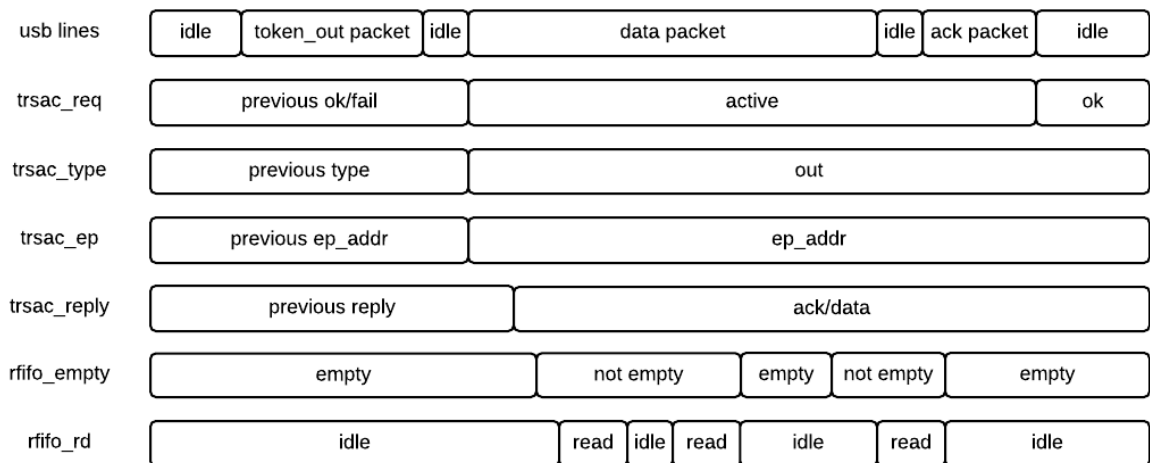 usb lines idle token_out packet idle data packet idle ack packet idle
trsac_req previous ok/fail active ok
trsac_type previous type out
trsac_ep previous ep_addr ep_addr
trsac_reply previous reply ack/data
rfifo_empty empty not empty empty not empty empty
rfifo_rd idle read idle read idle read idle